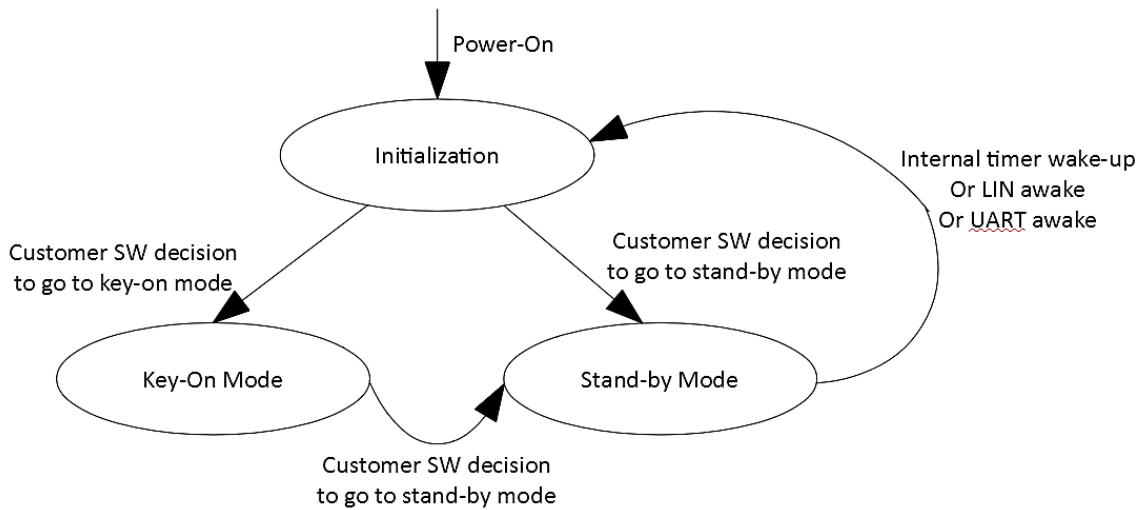 Power-On
Initialization
Internal timer wake-up
Or LIN awake
Or UART awake
Customer SW decision
to go to key-on mode
Customer SW decision
to go to stand-by mode
Key-On Mode
Stand-by Mode
Customer SW decision
to go to stand-by mode